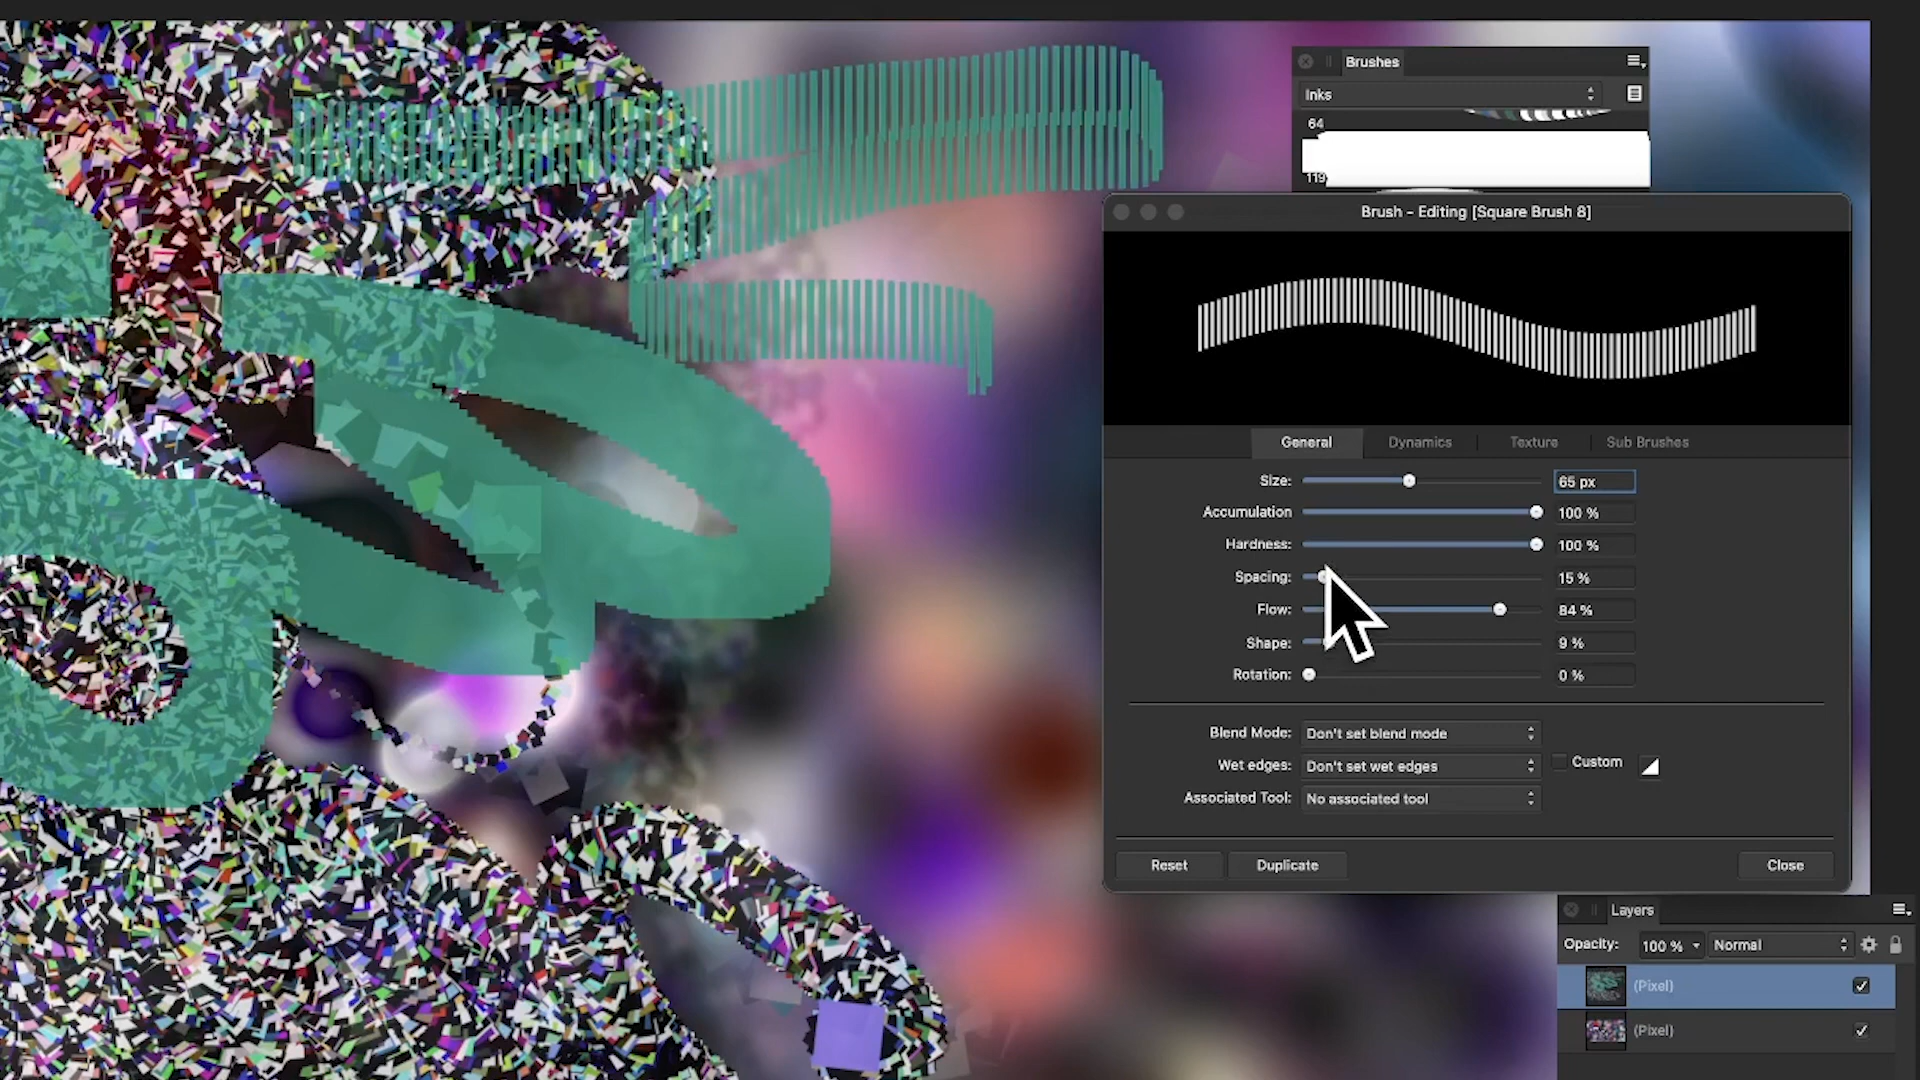 Brushes
Inks
64
119
Brush - Editing [Square Brush 8]
General Dynamics Texture Sub Brushes
Size: 65 px
Accumulation 100 %
Hardness: 100 %
Spacing: 15 %
Flow: 84 %
Shape: 9 %
Rotation: 0 %
Blend Mode: Don't set blend mode
Wet edges: Don't set wet edges Custom
Associated Tool: No associated tool
Reset Duplicate Close
Layers
Opacity: 100 % Normal
(Pixel)
(Pixel)